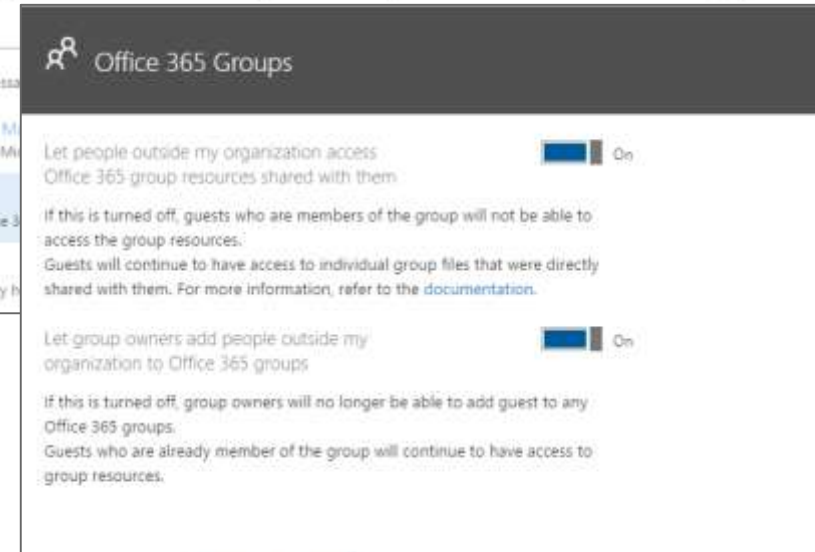 Office 365 Groups
Let people outside my organization access
On
Office 365 group resources shared with them
If this is turned off, guests who are members of the group will not be able to
access the group resources.
Guests will continue to have access to individual group files that were directly
shared with them. For more information, refer to the documentation.
Let group owners add people outside my
On
organization to Office 365 groups
If this is turned off, group owners will no longer be able to add guest to any
Office 365 groups.
Guests who are already member of the group will continue to have access to
group resources.